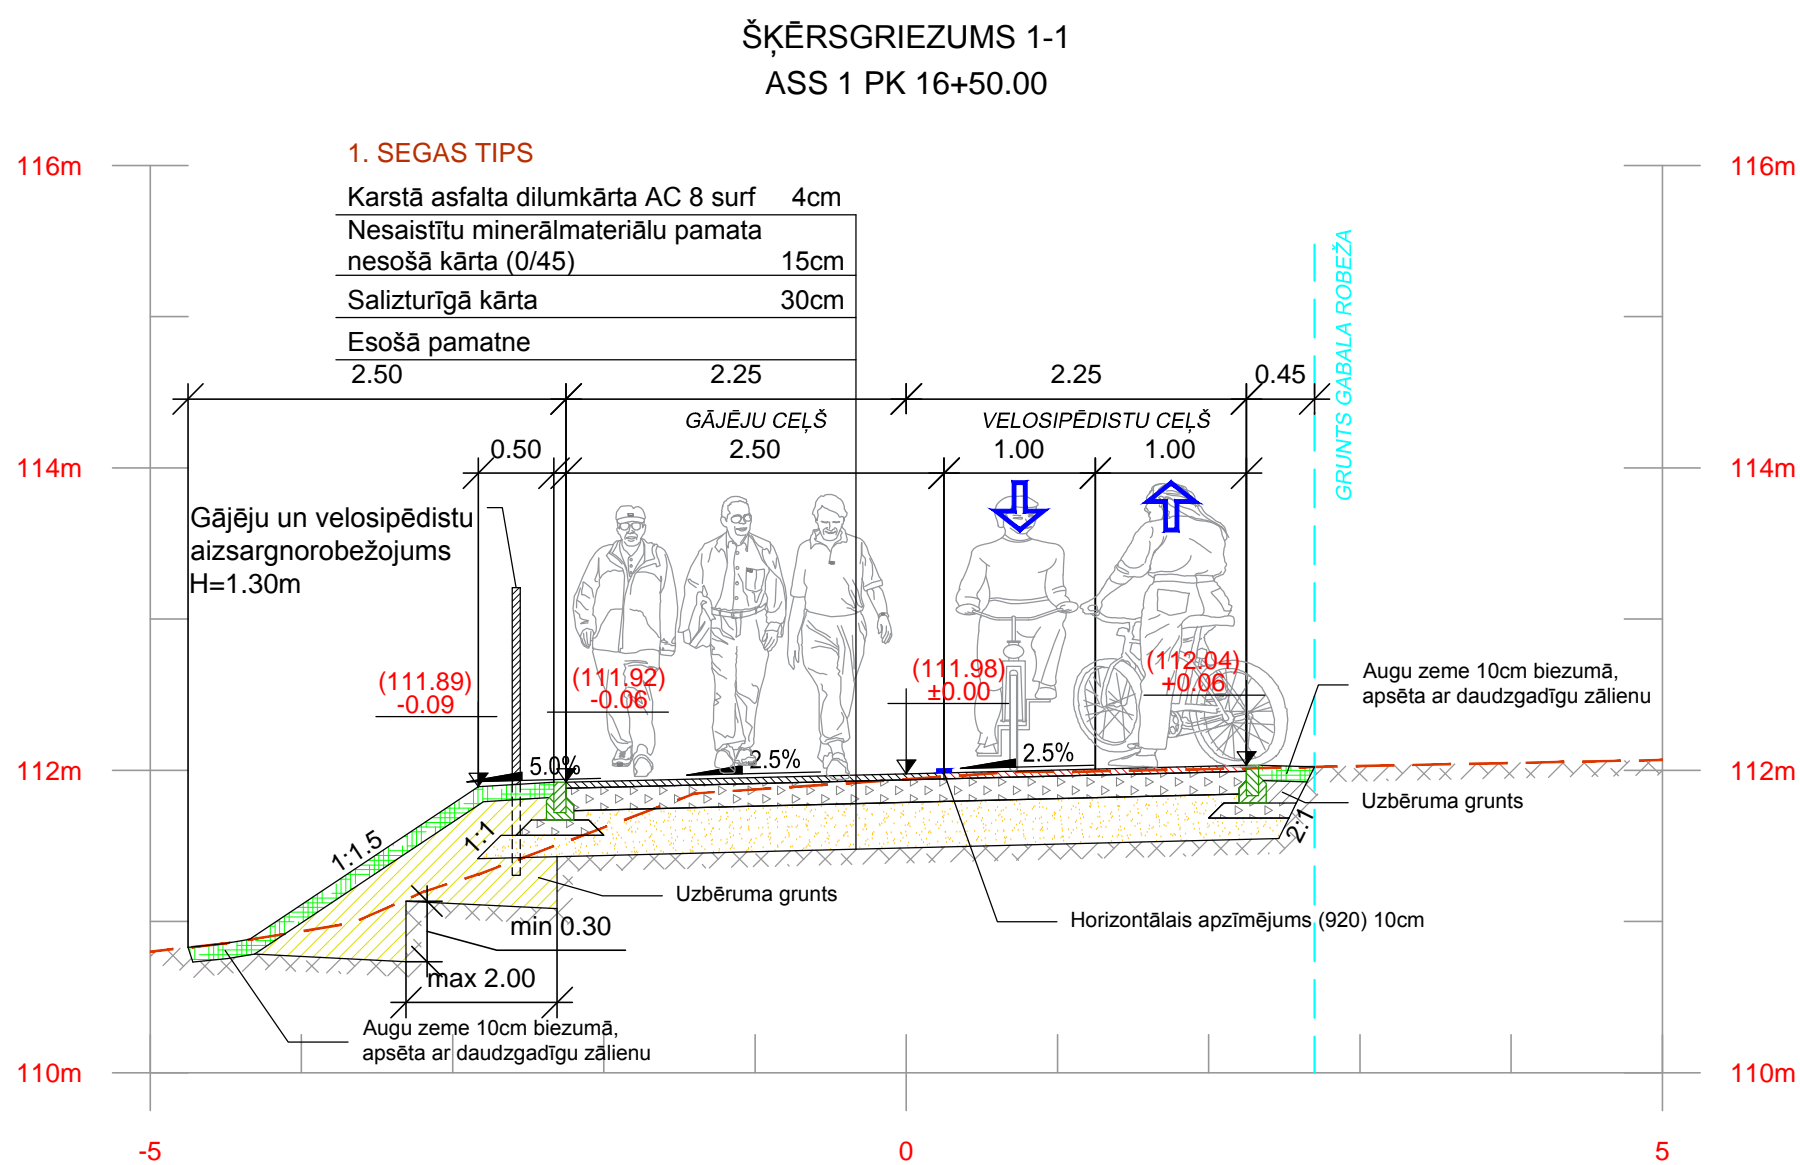 ŠĶĒRSGRIEZUMS 1-1
ASS 1 PK 16+50.00
116m
116m
1. SEGAS TIPS
Karstā asfalta dilumkārta AC 8 surf 4cm
Nesaistītu minerālmateriālu pamata
nesošā kārta (0/45) 15cm
Salizturīgā kārta 30cm
Esošā pamatne
2.50 2.25 2.25 0.45
GRUNTS GABALA ROBEŽA
GĀJĒJU CEĻŠ VELOSIPĒDISTU CEĻŠ
0.50 2.50 1.00 1.00
114m
114m
Gājēju un velosipēdistu
aizsargnorobežojums
H=1.30m
(111.89)
-0.09
(111.92)
-0.06
(111.98)
±0.00
(112.04)
+0.06
Augu zeme 10cm biezumā,
apsēta ar daudzgadīgu zālienu
5.0% 2.5% 2.5%
112m
112m
Uzbēruma grunts
1:1.5
1:1
2:1
Uzbēruma grunts
Horizontālais apzīmējums (920) 10cm
min 0.30
max 2.00
Augu zeme 10cm biezumā,
apsēta ar daudzgadīgu zālienu
110m
110m
-5 0 5